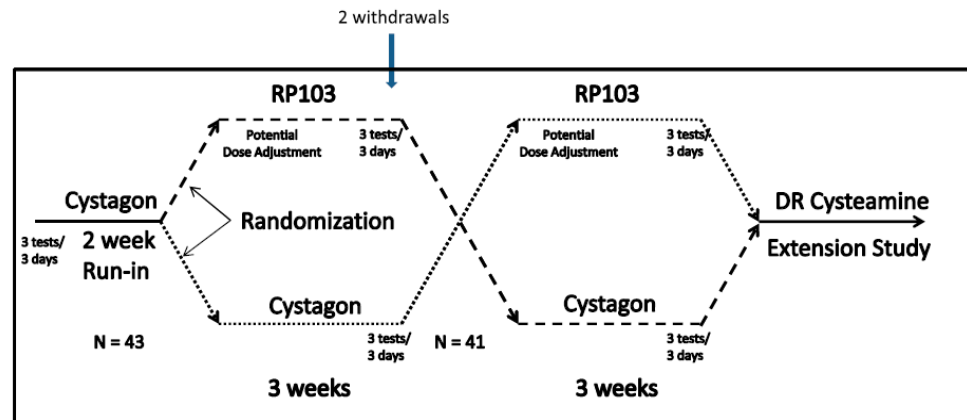 2 withdrawals
RP103
Potential
Dose Adjustment
3 tests/
3 days
RP103
Potential
Dose Adjustment
3 tests/
3 days
Cystagon
3 tests/
3 days
2 week
Run-in
Randomization
DR Cysteamine
Extension Study
Cystagon
3 tests/
3 days
Cystagon
3 tests/
3 days
N = 43
N = 41
3 weeks
3 weeks